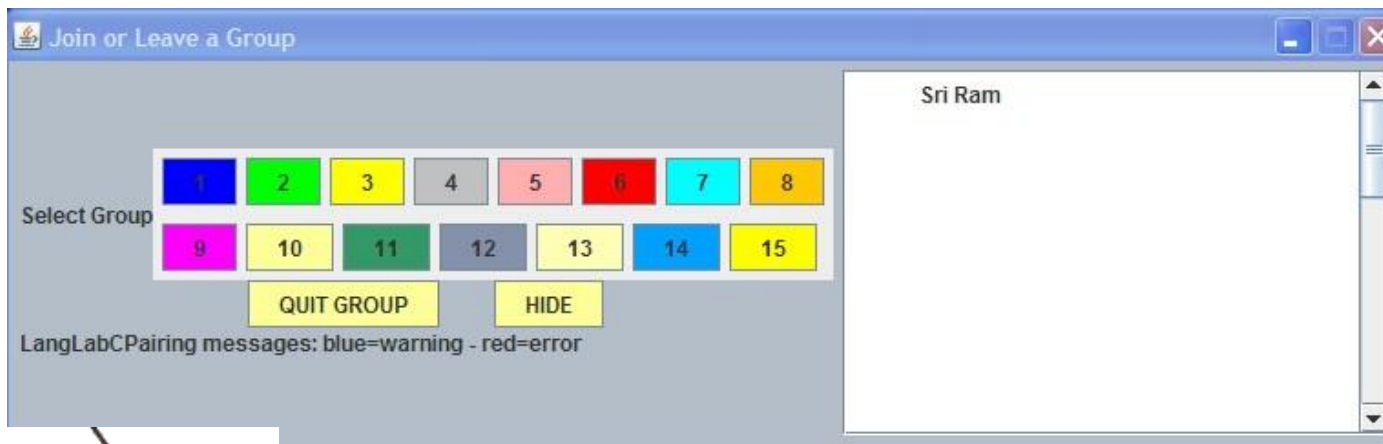 Join or Leave a Group
Sri Ram
1 2 3 4 5 6 7 8
Select Group
9 10 11 12 13 14 15
QUIT GROUP HIDE
LangLabCPairing messages: blue=warning - red=error